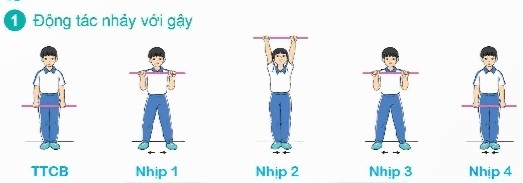 1 Động tác nhảy với gậy
TTCB Nhịp 1 Nhịp 2 Nhịp 3 Nhịp 4